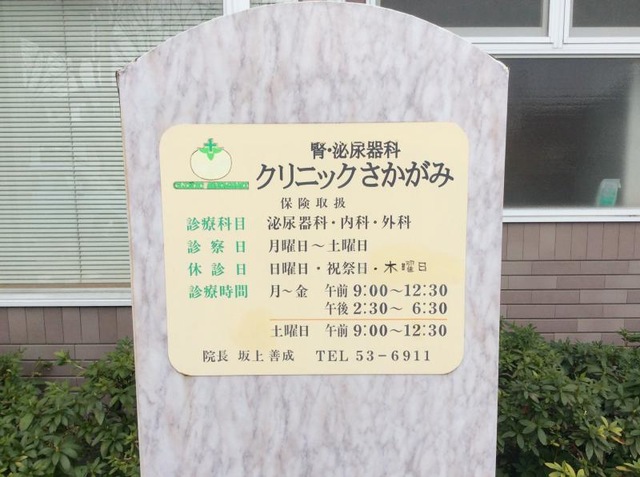 腎・泌尿器科
クリニックさかがみ
保険取扱
診療科目 泌尿器科・内科・外科
診察日 月曜日～土曜日
休診日 日曜日・祝祭日・木曜日
診療時間 月～金 午前 9:00～12:30
午後 2:30～ 6:30
土曜日 午前 9:00～12:30
院長 坂上 善成 TEL 53-6911